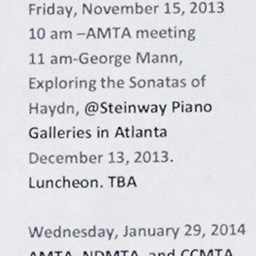 Friday, November 15, 2013
10 am –AMTA meeting
11 am-George Mann,
Exploring the Sonatas of
Haydn, @Steinway Piano
Galleries in Atlanta
December 13, 2013.
Luncheon. TBA
Wednesday, January 29, 2014
AMTA, NDMTA, and CCMTA